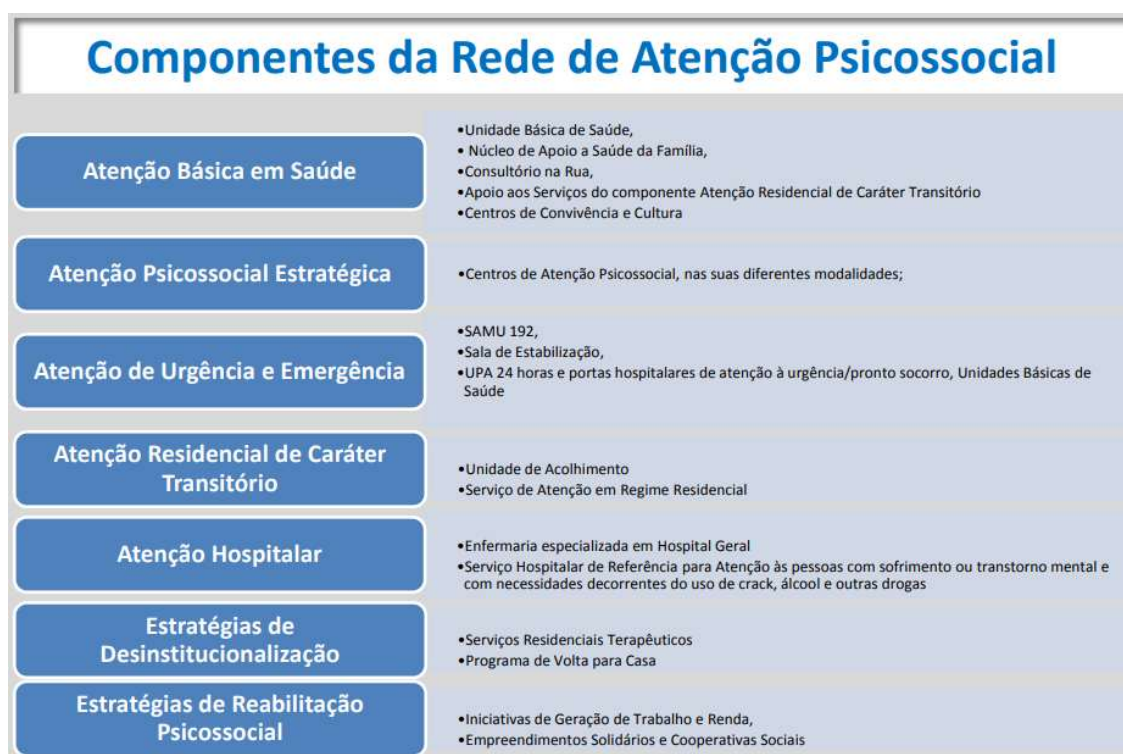 Componentes da Rede de Atenção Psicossocial
Atenção Básica em Saúde
•Unidade Básica de Saúde,
• Núcleo de Apoio a Saúde da Família,
•Consultório na Rua,
•Apoio aos Serviços do componente Atenção Residencial de Caráter Transitório
•Centros de Convivência e Cultura
Atenção Psicossocial Estratégica
•Centros de Atenção Psicossocial, nas suas diferentes modalidades;
Atenção de Urgência e Emergência
•SAMU 192,
•Sala de Estabilização,
•UPA 24 horas e portas hospitalares de atenção à urgência/pronto socorro, Unidades Básicas de
Saúde
Atenção Residencial de Caráter
Transitório
•Unidade de Acolhimento
•Serviço de Atenção em Regime Residencial
Atenção Hospitalar
•Enfermaria especializada em Hospital Geral
•Serviço Hospitalar de Referência para Atenção às pessoas com sofrimento ou transtorno mental e
com necessidades decorrentes do uso de crack, álcool e outras drogas
Estratégias de
Desinstitucionalização
•Serviços Residenciais Terapêuticos
•Programa de Volta para Casa
Estratégias de Reabilitação
Psicossocial
•Iniciativas de Geração de Trabalho e Renda,
•Empreendimentos Solidários e Cooperativas Sociais